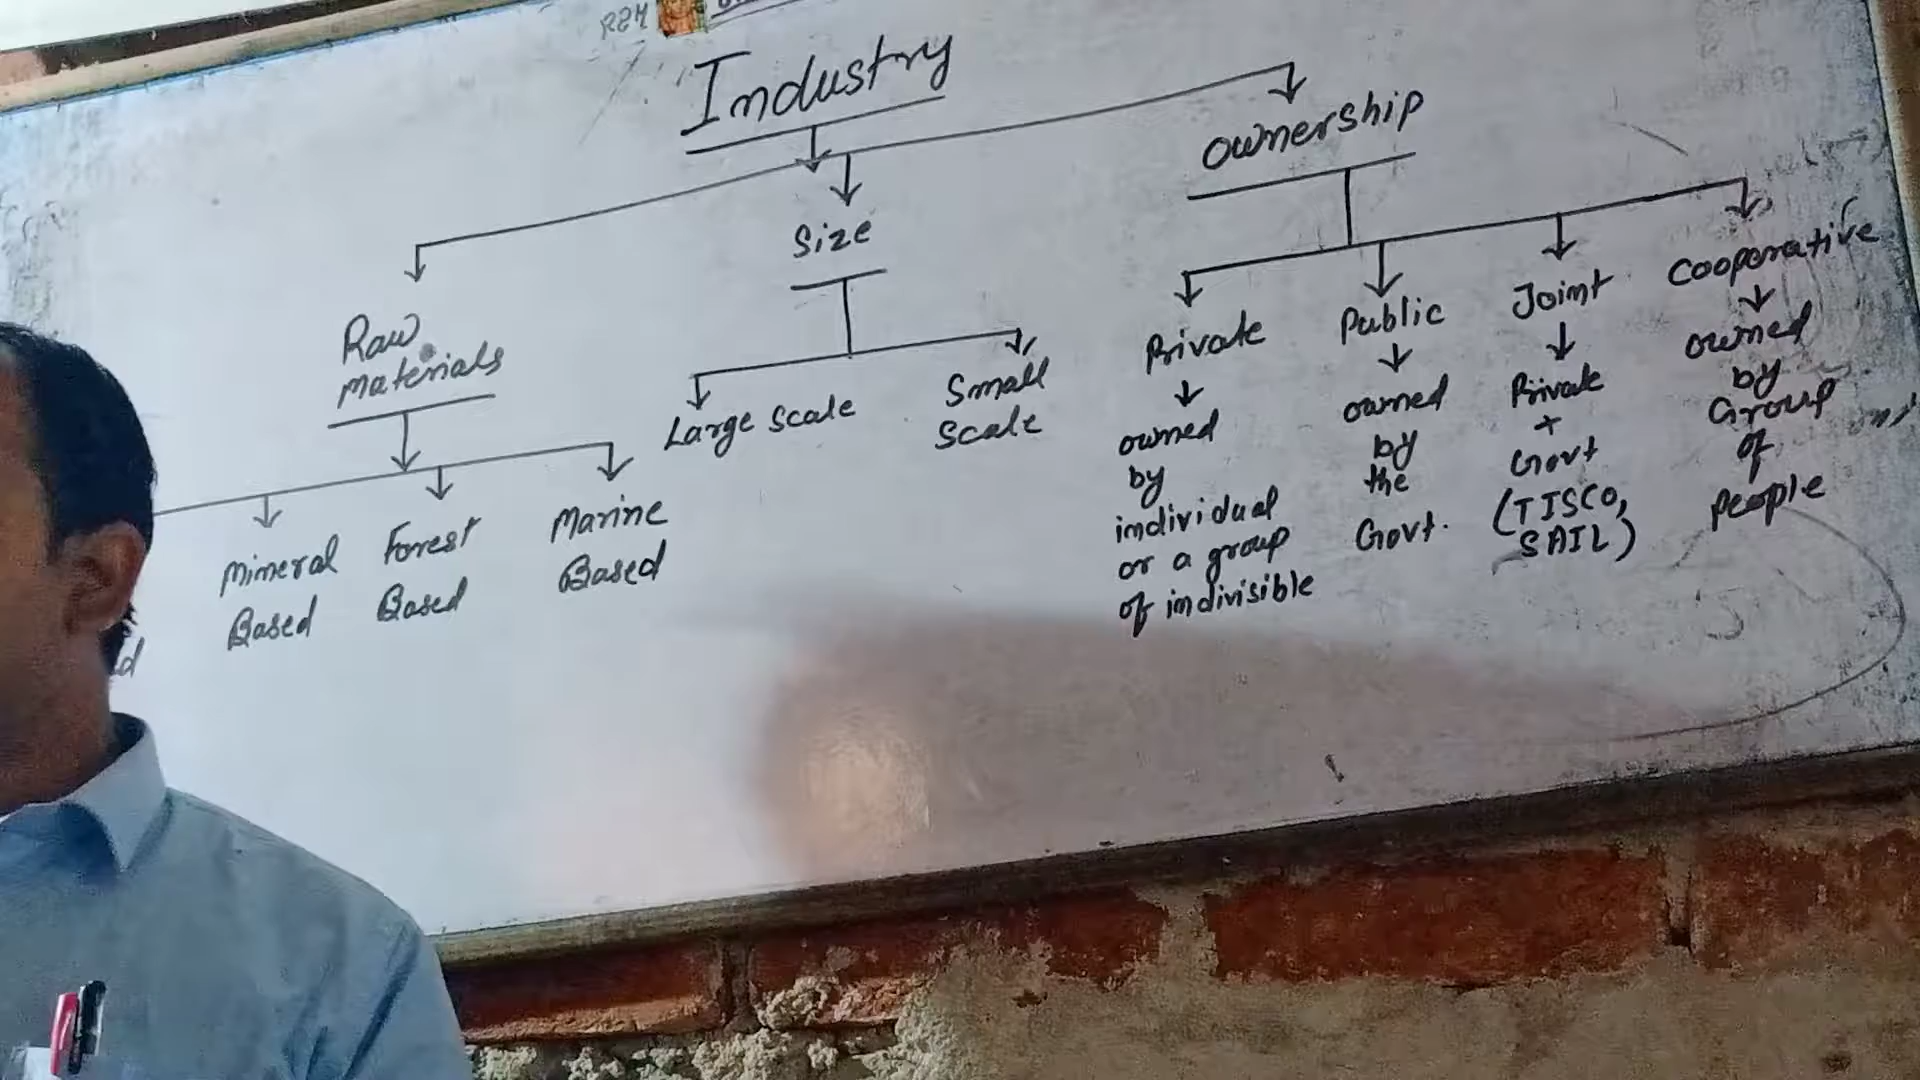 Industry
Ownership
Size
Raw
Materials
Large Scale
Small
Scale
Private
Public
Joint
Cooperative
Mineral
Based
Forest
Based
Marine
Based
owned
by
individual
or a group
of indivisible
owned
by
the
Govt.
Private
+
Govt
(TISCO,
SAIL)
owned
by
Group
of
People